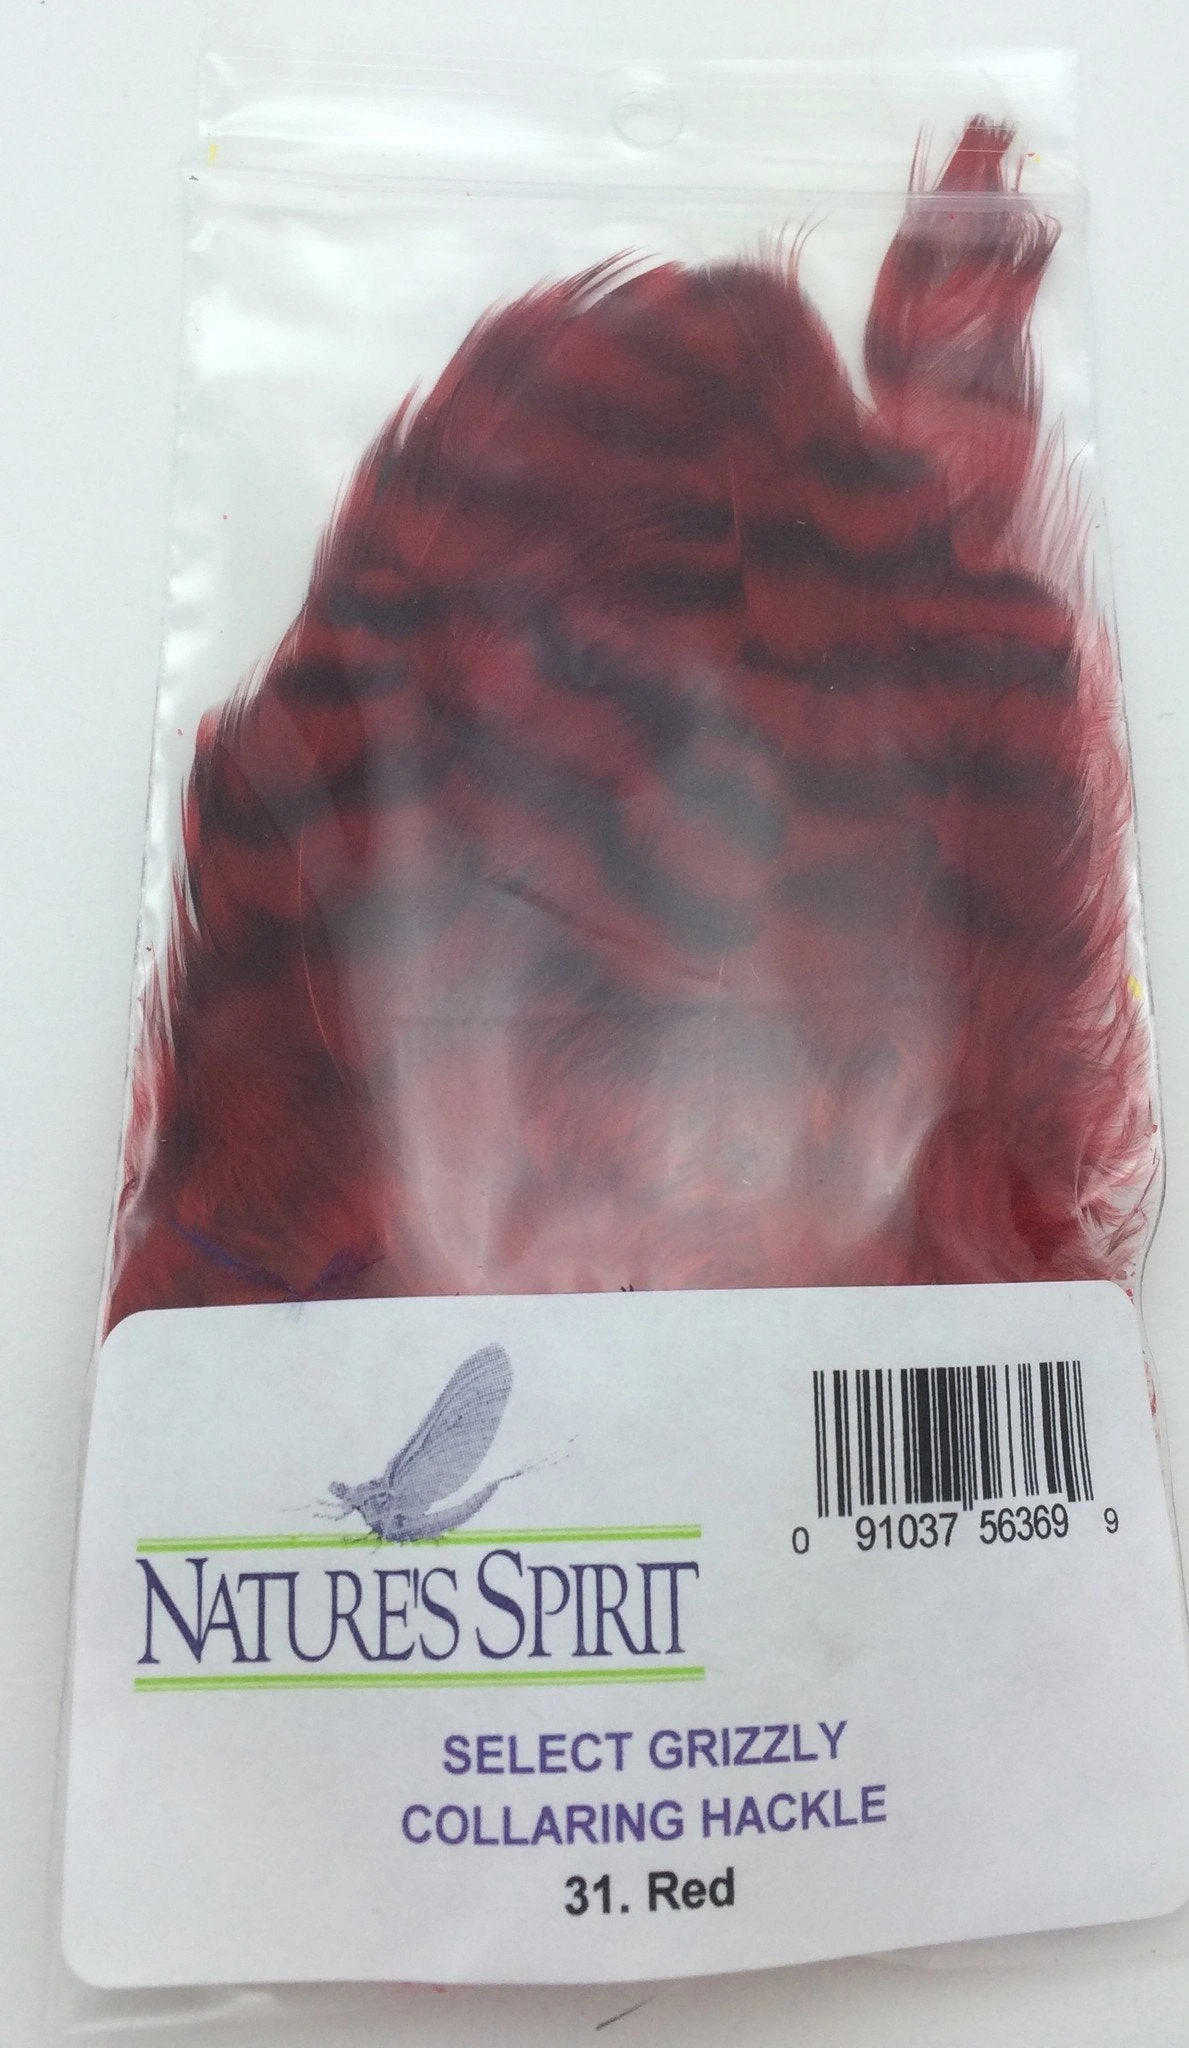 0 91037 56369 9
NATURE'S SPIRIT
SELECT GRIZZLY
COLLARING HACKLE
31. Red